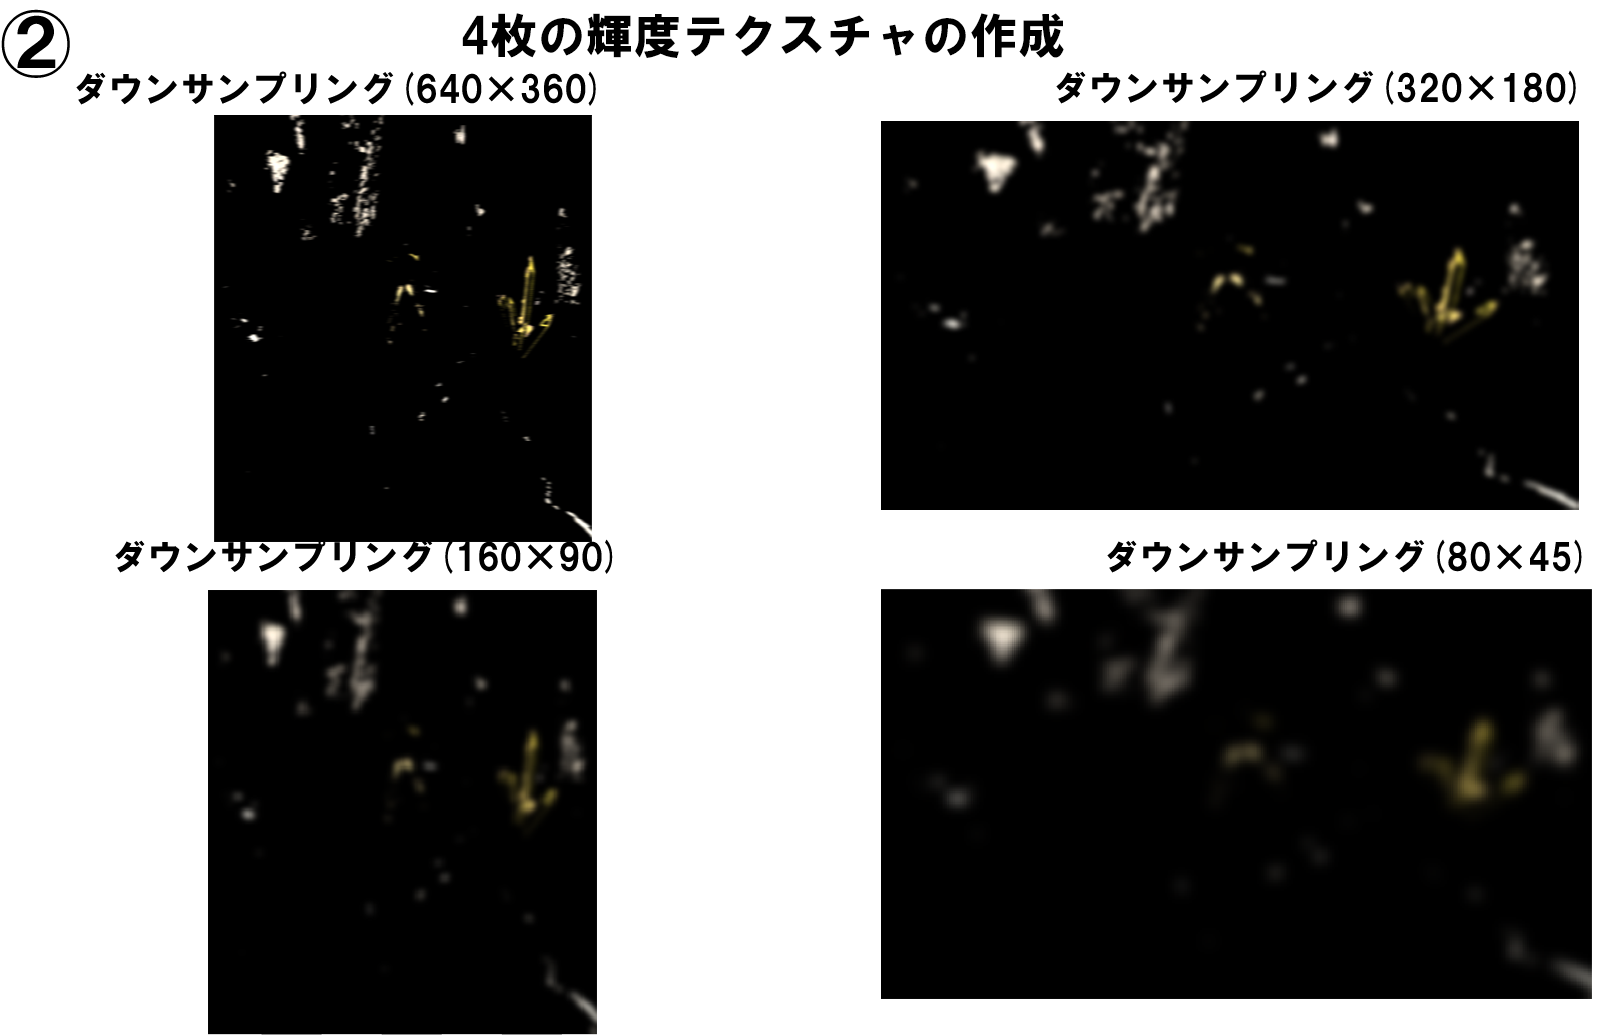 ②
4枚の輝度テクスチャの作成
ダウンサンプリング(640×360)
ダウンサンプリング(320×180)
ダウンサンプリング(160×90)
ダウンサンプリング(80×45)